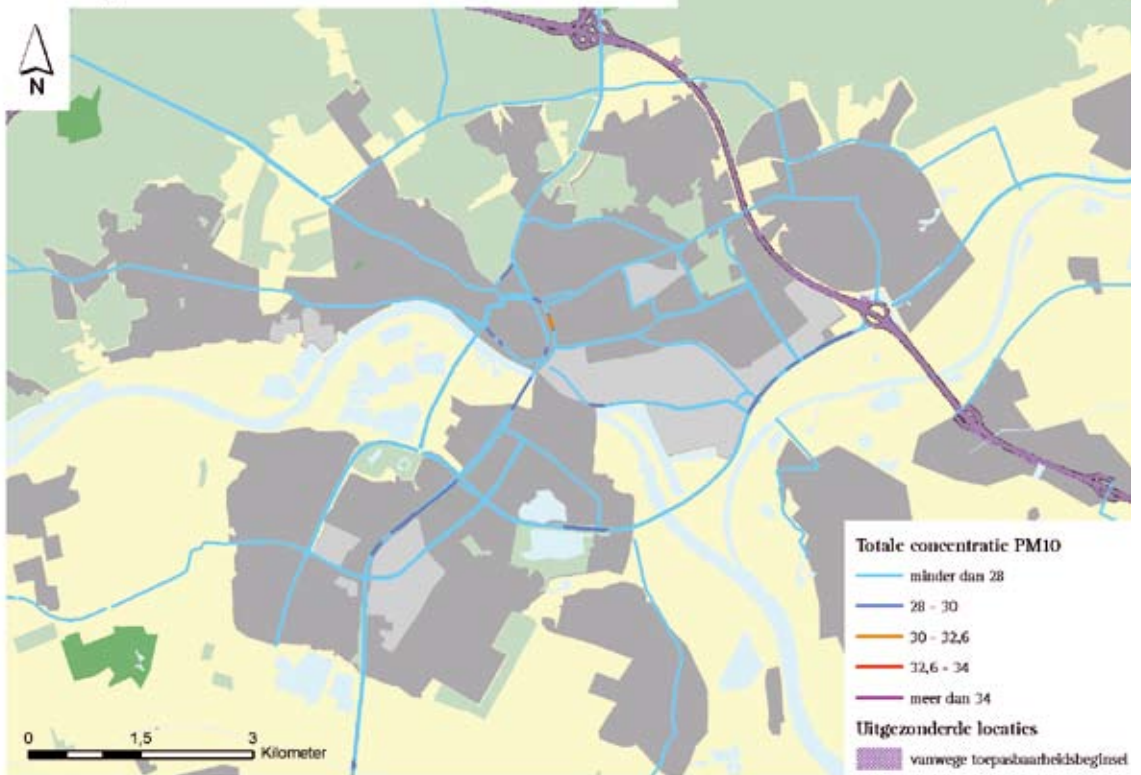 N
Totale concentratie PM10
minder dan 28
28 - 30
30 - 32,6
32,6 - 34
meer dan 34
Uitgezonderde locaties
vanwege toepasbaarheidsbeginsel
0 1,5 3 Kilometer